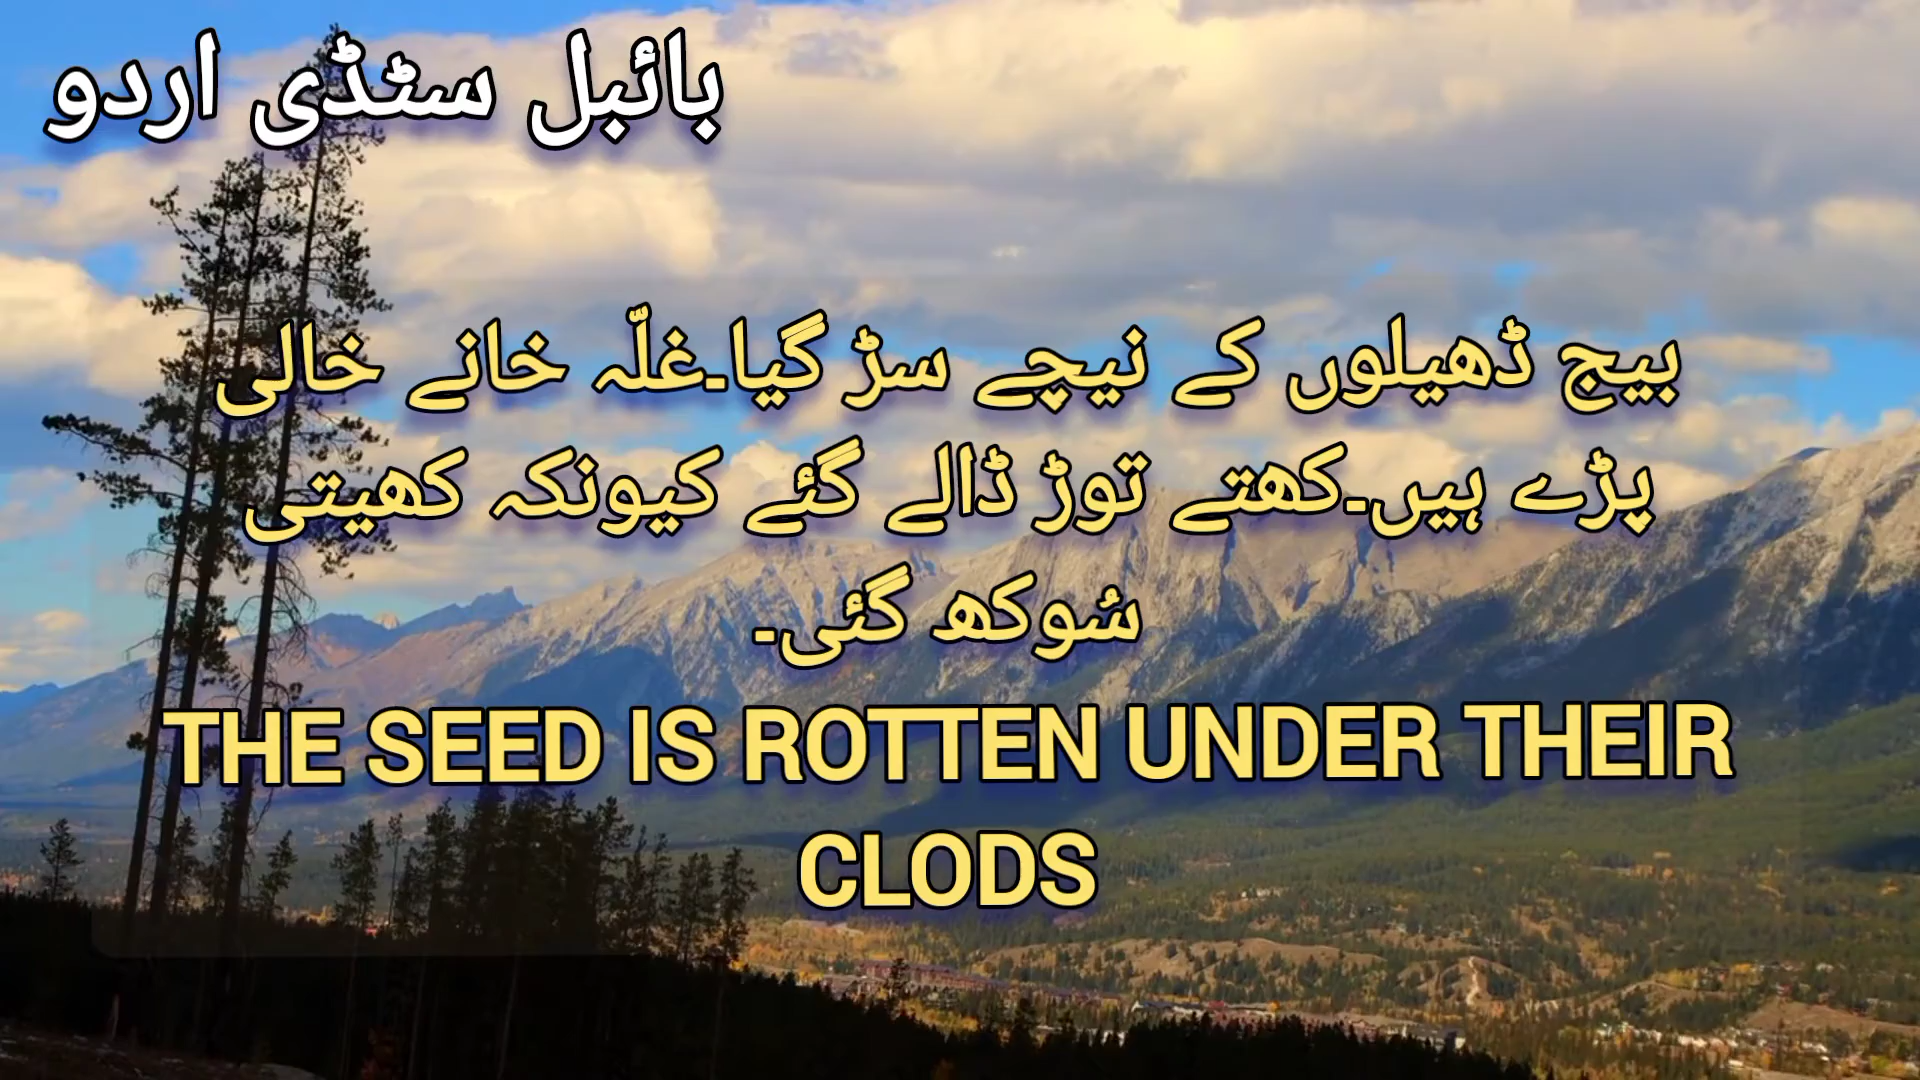 بائبل سٹڈی اردو
بیج ڈھیلوں کے نیچے سڑ گیا۔غلّہ خانے خالی
پڑے ہیں۔کھتے توڑ ڈالے گئے کیونکہ کھیتی
سُوکھ گئی۔
THE SEED IS ROTTEN UNDER THEIR
CLODS